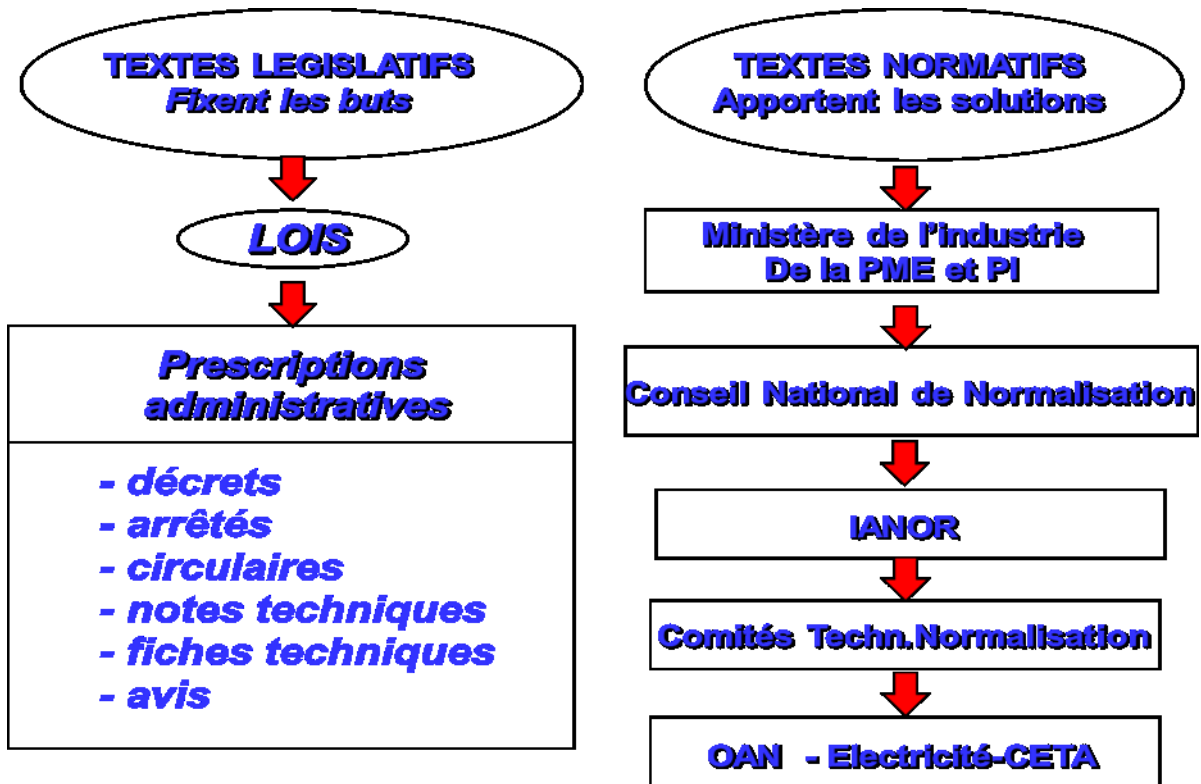 TEXTES LEGISLATIFS
Fixent les buts
LOIS
Prescriptions
administratives
- décrets
- arrêtés
- circulaires
- notes techniques
- fiches techniques
- avis
TEXTES NORMATIFS
Apportent les solutions
Ministère de l'industrie
De la PME et PI
Conseil National de Normalisation
IANOR
Comités Techn.Normalisation
OAN - Electricité-CETA